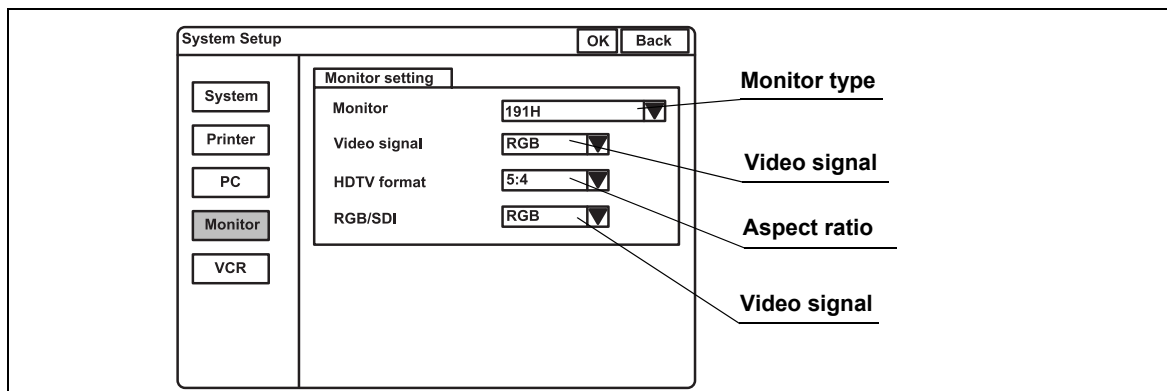 System Setup
OK Back
System
Printer
PC
Monitor
VCR
Monitor setting
Monitor 191H
Video signal RGB
HDTV format 5:4
RGB/SDI RGB
Monitor type
Video signal
Aspect ratio
Video signal